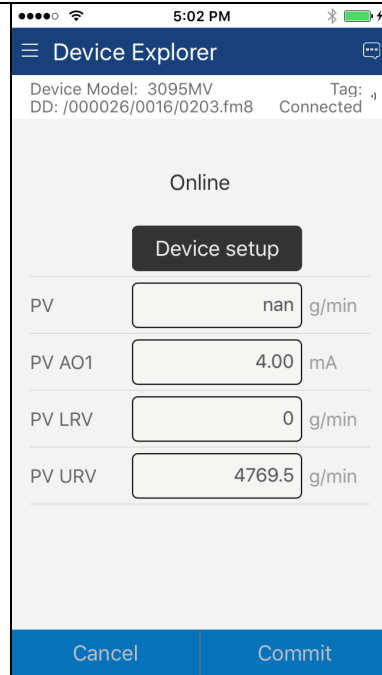 5:02 PM
Device Explorer
Device Model: 3095MV Tag:
DD: /000026/0016/0203.fm8 Connected
Online
Device setup
PV nan g/min
PV AO1 4.00 mA
PV LRV 0 g/min
PV URV 4769.5 g/min
Cancel Commit